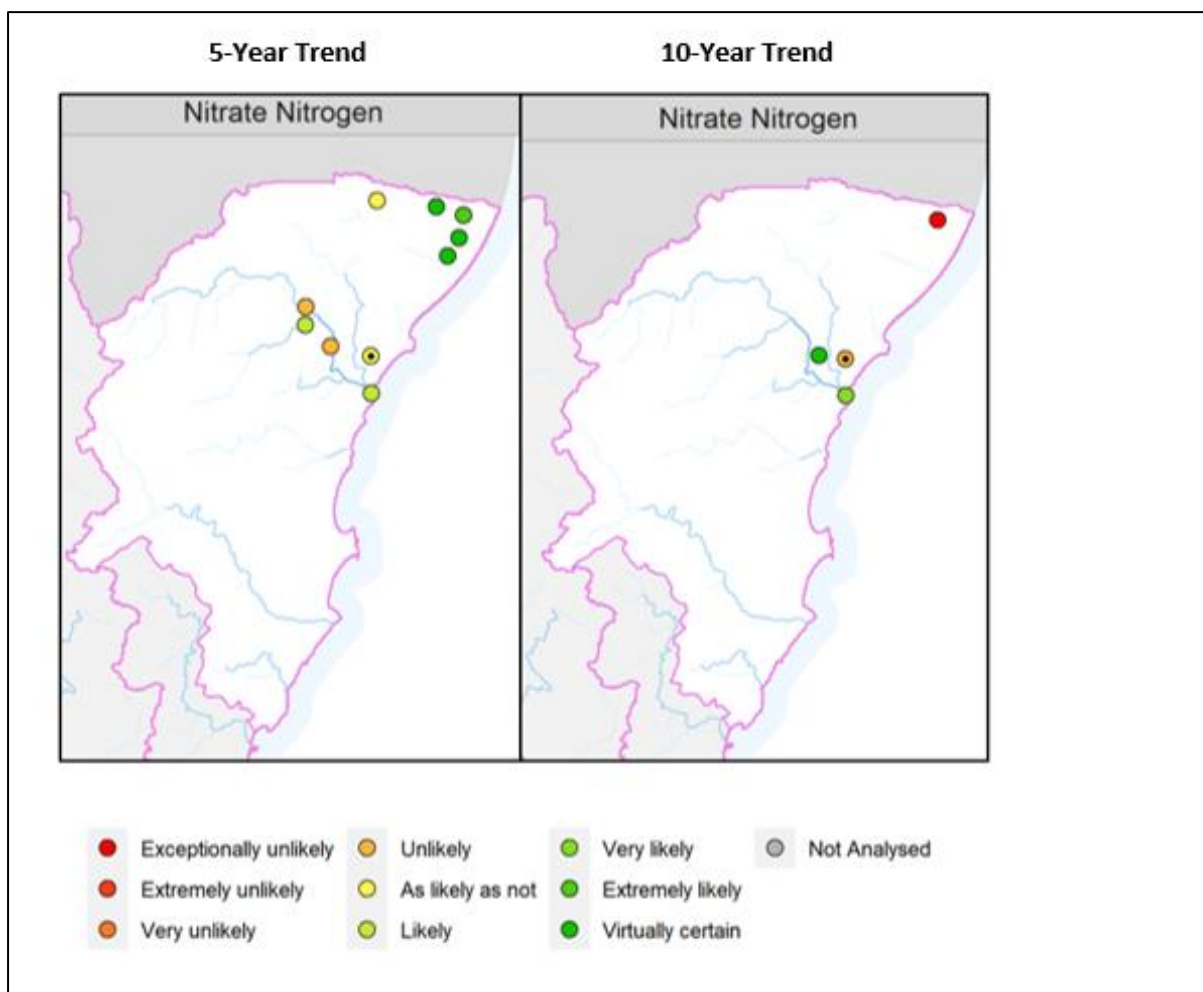 5-Year Trend
10-Year Trend
Nitrate Nitrogen
Nitrate Nitrogen
Exceptionally unlikely
Unlikely
Very likely
Not Analysed
Extremely unlikely
As likely as not
Extremely likely
Very unlikely
Likely
Virtually certain